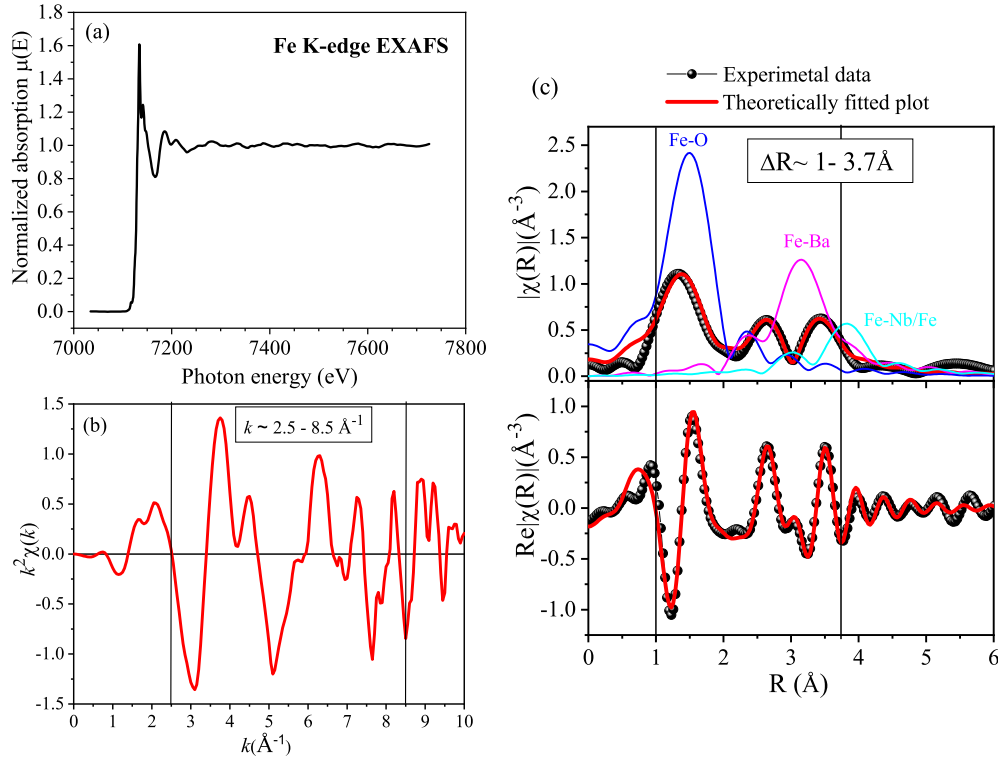 (a)
Fe K-edge EXAFS
Normalized absorption μ(E)
1.8
1.6
1.4
1.2
1.0
0.8
0.6
0.4
0.2
0.0
7000 7200 7400 7600 7800
Photon energy (eV)
(b)
k ~ 2.5 - 8.5 Å⁻¹
k²χ(k)
1.5
1.0
0.5
0.0
-0.5
-1.0
-1.5
0 1 2 3 4 5 6 7 8 9 10
k(Å⁻¹)
(c)
Experimetal data
Theoretically fitted plot
Fe-O
ΔR~ 1- 3.7Å
Fe-Ba
Fe-Nb/Fe
|χ(R)|(Å⁻³)
2.5
2.0
1.5
1.0
0.5
0.0
Re|χ(R)|(Å⁻³)
1.0
0.5
0.0
-0.5
-1.0
0 1 2 3 4 5 6
R (Å)